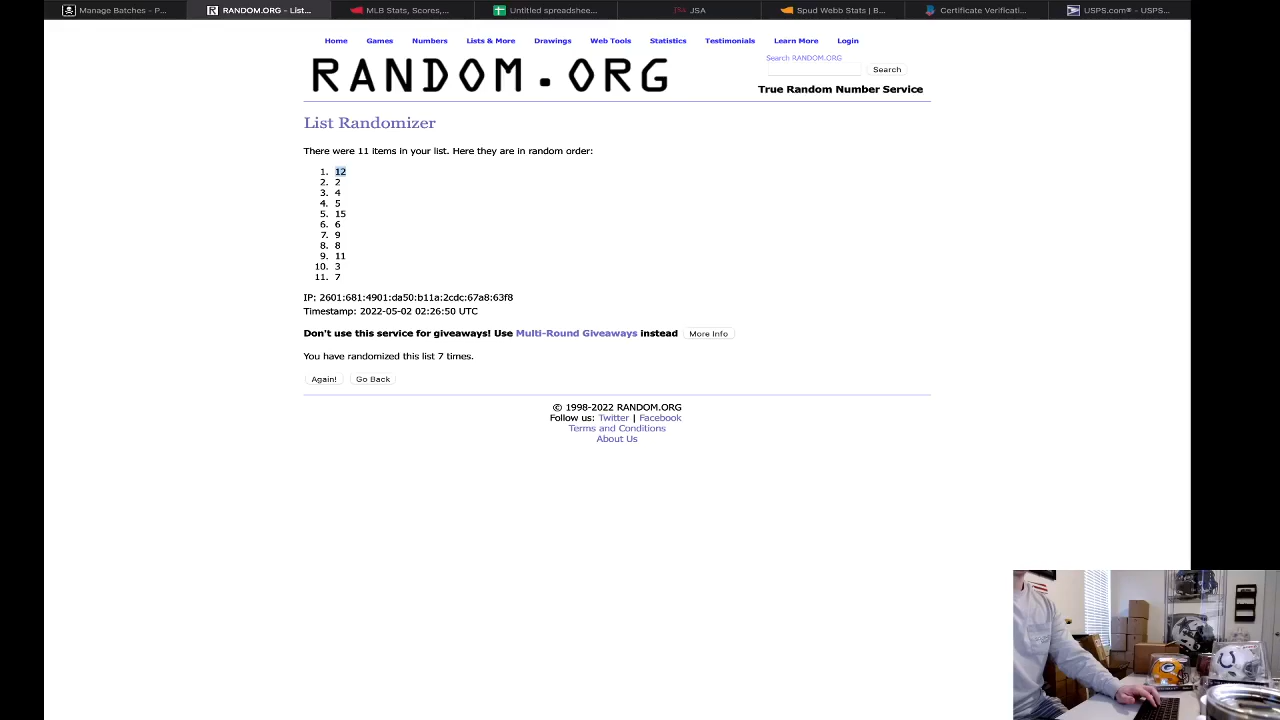 Manage Batches - P...
RANDOM.ORG - List...
MLB Stats, Scores,...
Untitled spreadshee...
JSA
Spud Webb Stats | B...
Certificate Verificati...
USPS.com® - USPS...
Home Games Numbers Lists & More Drawings Web Tools Statistics Testimonials Learn More Login
Search RANDOM.ORG
RANDOM.ORG
Search
True Random Number Service
List Randomizer
There were 11 items in your list. Here they are in random order:
1. 12
2. 2
3. 4
4. 5
5. 15
6. 6
7. 9
8. 8
9. 11
10. 3
11. 7
IP: 2601:681:4901:da50:b11a:2cdc:67a8:63f8
Timestamp: 2022-05-02 02:26:50 UTC
Don't use this service for giveaways! Use Multi-Round Giveaways instead More Info
You have randomized this list 7 times.
Again! Go Back
© 1998-2022 RANDOM.ORG
Follow us: Twitter | Facebook
Terms and Conditions
About Us